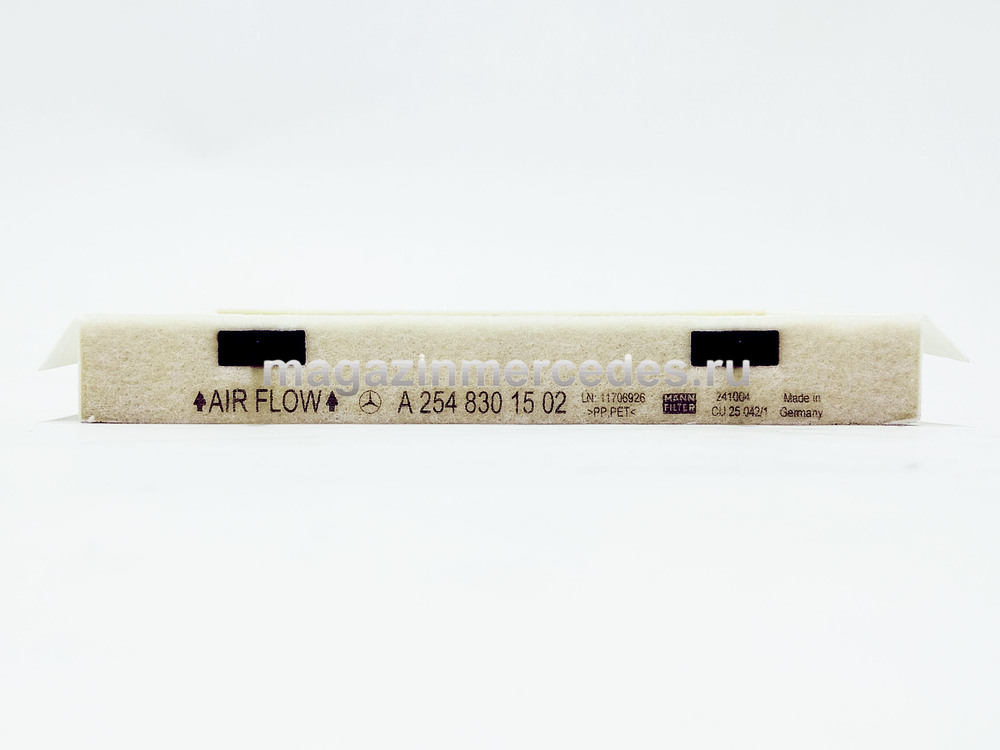 magazinmercedes.ru
AIR FLOW A 254 830 15 02
LN: 11706926
>PP,PET<
MANN
FILTER
241004
CU 25 042/1
Made in
Germany